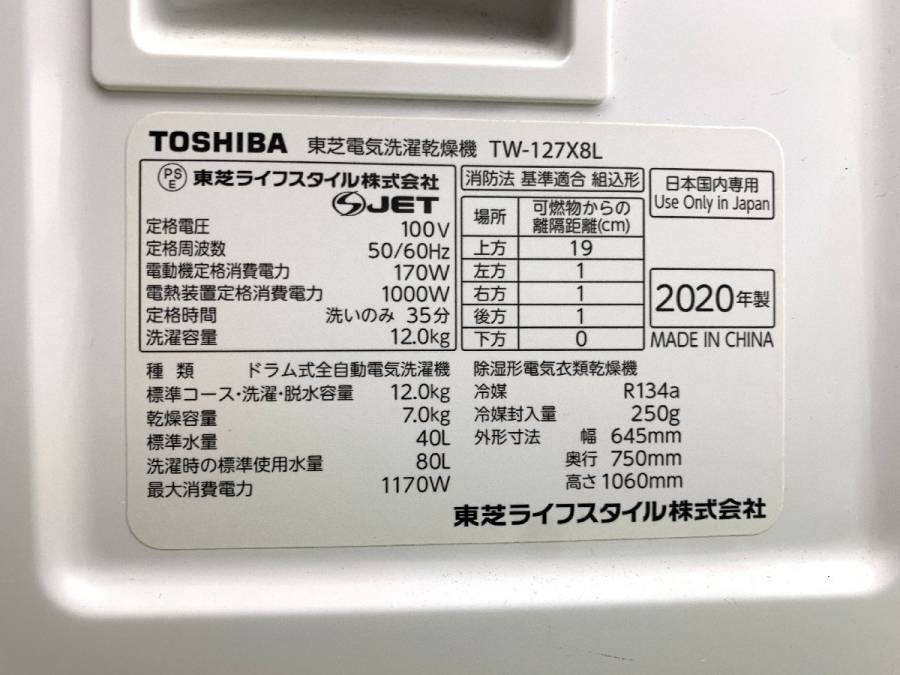 TOSHIBA 東芝電気洗濯乾燥機 TW-127X8L
PSE 東芝ライフスタイル株式会社
SJET
定格電圧 100V
定格周波数 50/60Hz
電動機定格消費電力 170W
電熱装置定格消費電力 1000W
定格時間 洗いのみ 35分
洗濯容量 12.0kg
消防法 基準適合 組込形
場所 可燃物からの離隔距離(cm)
上方 19
左方 1
右方 1
後方 1
下方 0
日本国内専用
Use Only in Japan
2020年製
MADE IN CHINA
種類 ドラム式全自動電気洗濯機
標準コース・洗濯・脱水容量 12.0kg
乾燥容量 7.0kg
標準水量 40L
洗濯時の標準使用水量 80L
最大消費電力 1170W
除湿形電気衣類乾燥機
冷媒 R134a
冷媒封入量 250g
外形寸法 幅 645mm
奥行 750mm
高さ 1060mm
東芝ライフスタイル株式会社